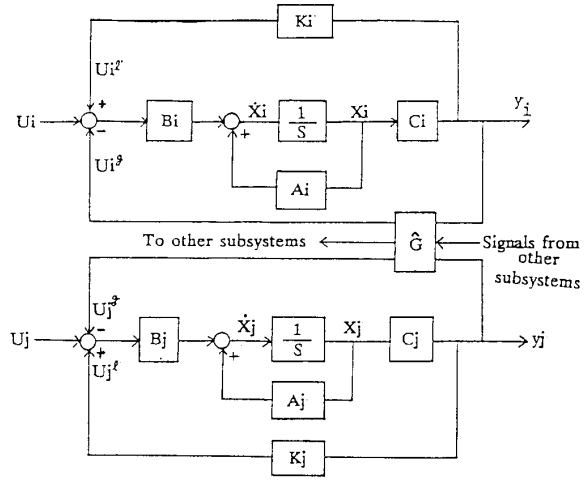 Ki
Ui^ℓ
+
Ui
−
Bi
+
Ẋi
1
S
Xi
Ci
y_i
Ui^g
Ai
To other subsystems
Ĝ
Signals from
other
subsystems
Uj^g
−
Uj
+
Bj
+
Ẋj
1
S
Xj
Cj
yj
Uj^ℓ
Aj
Kj